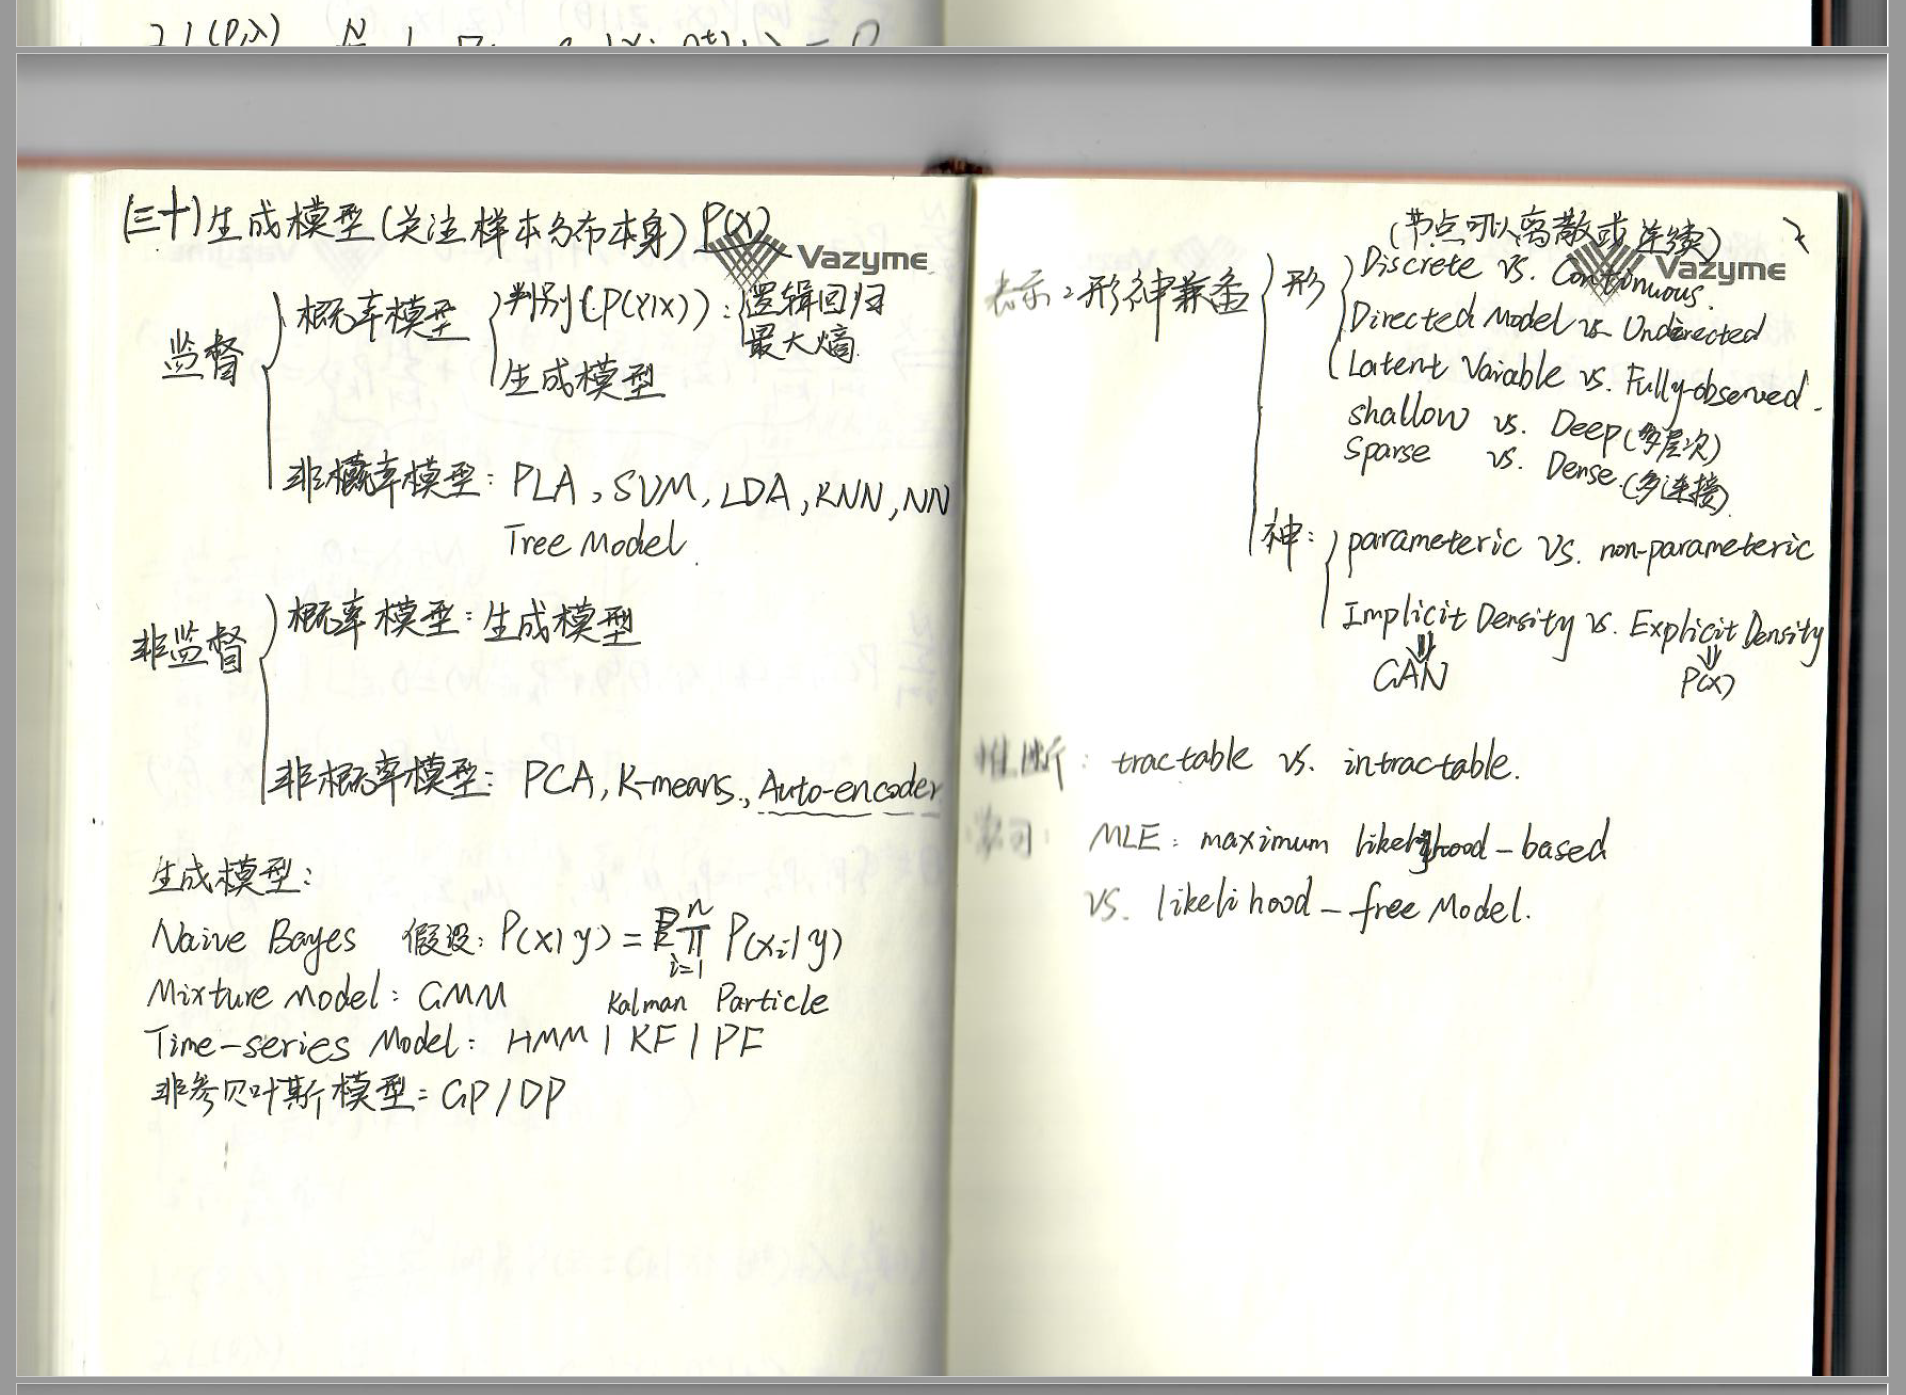 (三十)生成模型(关注样本分布本身) P(X)
Vazyme
监督
概率模型
判别(P(Y|X)):
逻辑回归
最大熵
生成模型
非概率模型: PLA, SVM, LDA, KNN, NN
Tree Model.
非监督
概率模型: 生成模型
非概率模型: PCA, K-means, Auto-encoder
生成模型:
Naive Bayes 假设: P(x|y) = ∏ P(xi|y)
n
i=1
Mixture Model: GMM
Kalman Particle
Time-series Model: HMM | KF | PF
非参贝叶斯模型: GP/DP
(节点可以离散或连续)
Vazyme
表示: 形神兼备
形
Discrete vs. Continuous.
Directed Model vs. Undirected
Latent Variable vs. Fully-observed.
shallow vs. Deep (多层次)
Sparse vs. Dense. (多连接)
神:
parameteric vs. non-parameteric
Implicit Density vs. Explicit Density
⇓ ⇓
GAN P(X)
推断: tractable vs. intractable.
学习: MLE: maximum likelihood-based
vs. likelihood-free Model.